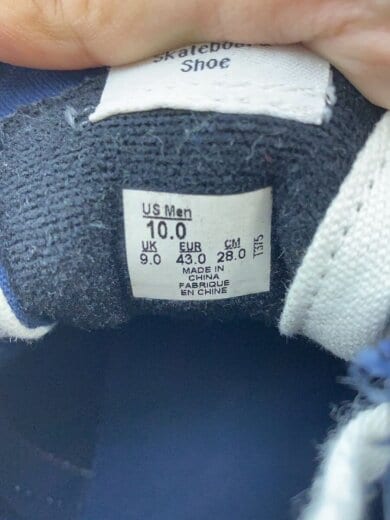 Skateboard
Shoe
US Men
10.0
UK EUR CM
9.0 43.0 28.0
MADE IN
CHINA
FABRIQUE
EN CHINE
T375